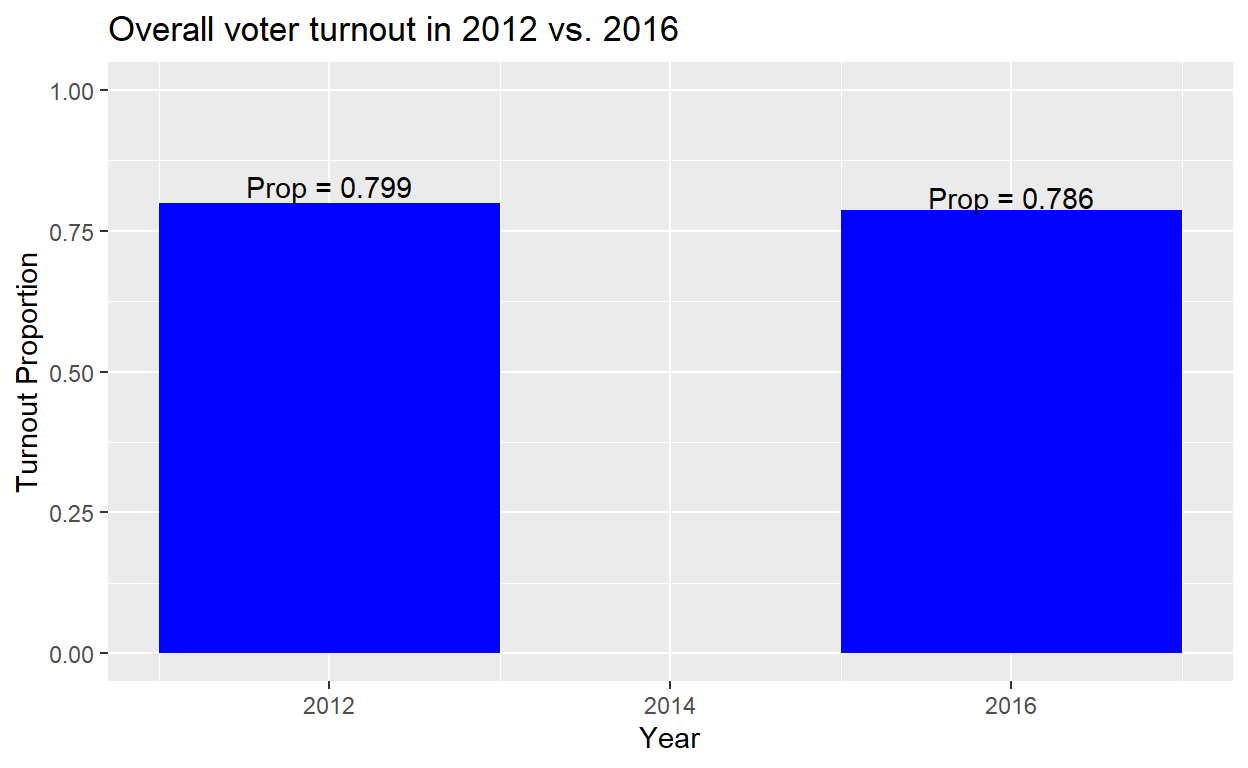 Overall voter turnout in 2012 vs. 2016
1.00
Prop = 0.799
Prop = 0.786
0.75
Turnout Proportion
0.50
0.25
0.00
2012 2014 2016
Year